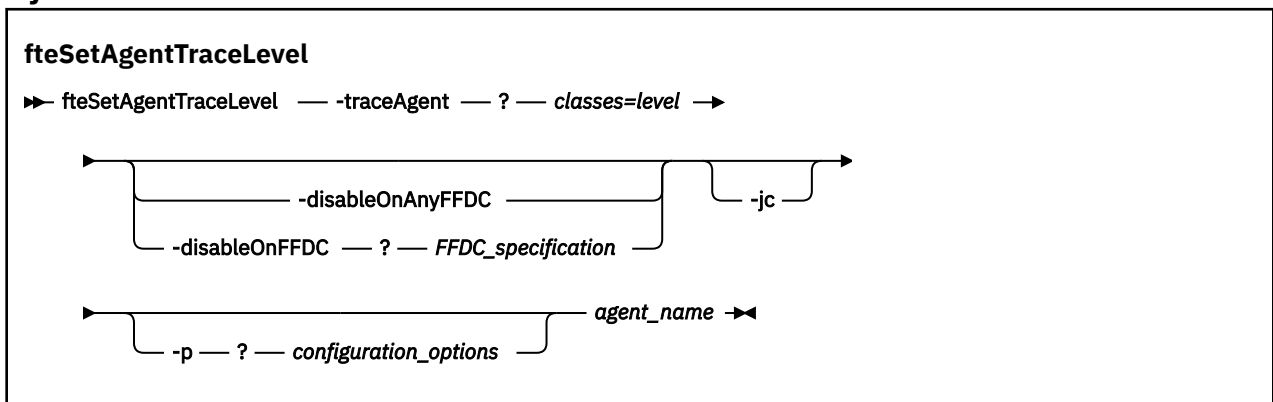 fteSetAgentTraceLevel
fteSetAgentTraceLevel -traceAgent ? classes=level
-disableOnAnyFFDC
-jc
-disableOnFFDC ? FFDC_specification
agent_name
-p ? configuration_options